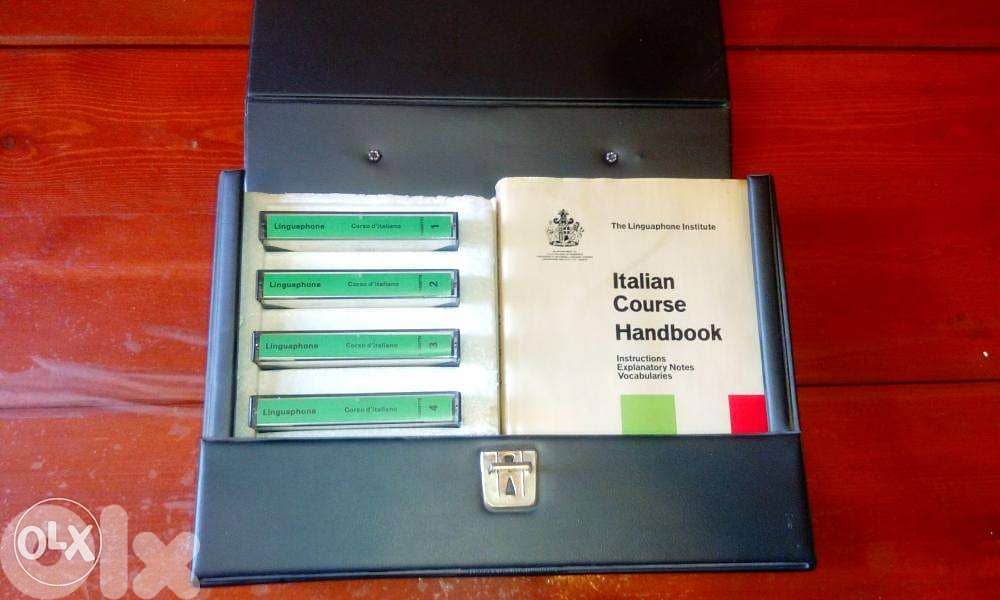 Linguaphone Corso d'italiano 1
Linguaphone Corso d'italiano 2
Linguaphone Corso d'italiano 3
Linguaphone Corso d'italiano 4
The Linguaphone Institute
Italian
Course
Handbook
Instructions
Explanatory Notes
Vocabularies
OLX
olx